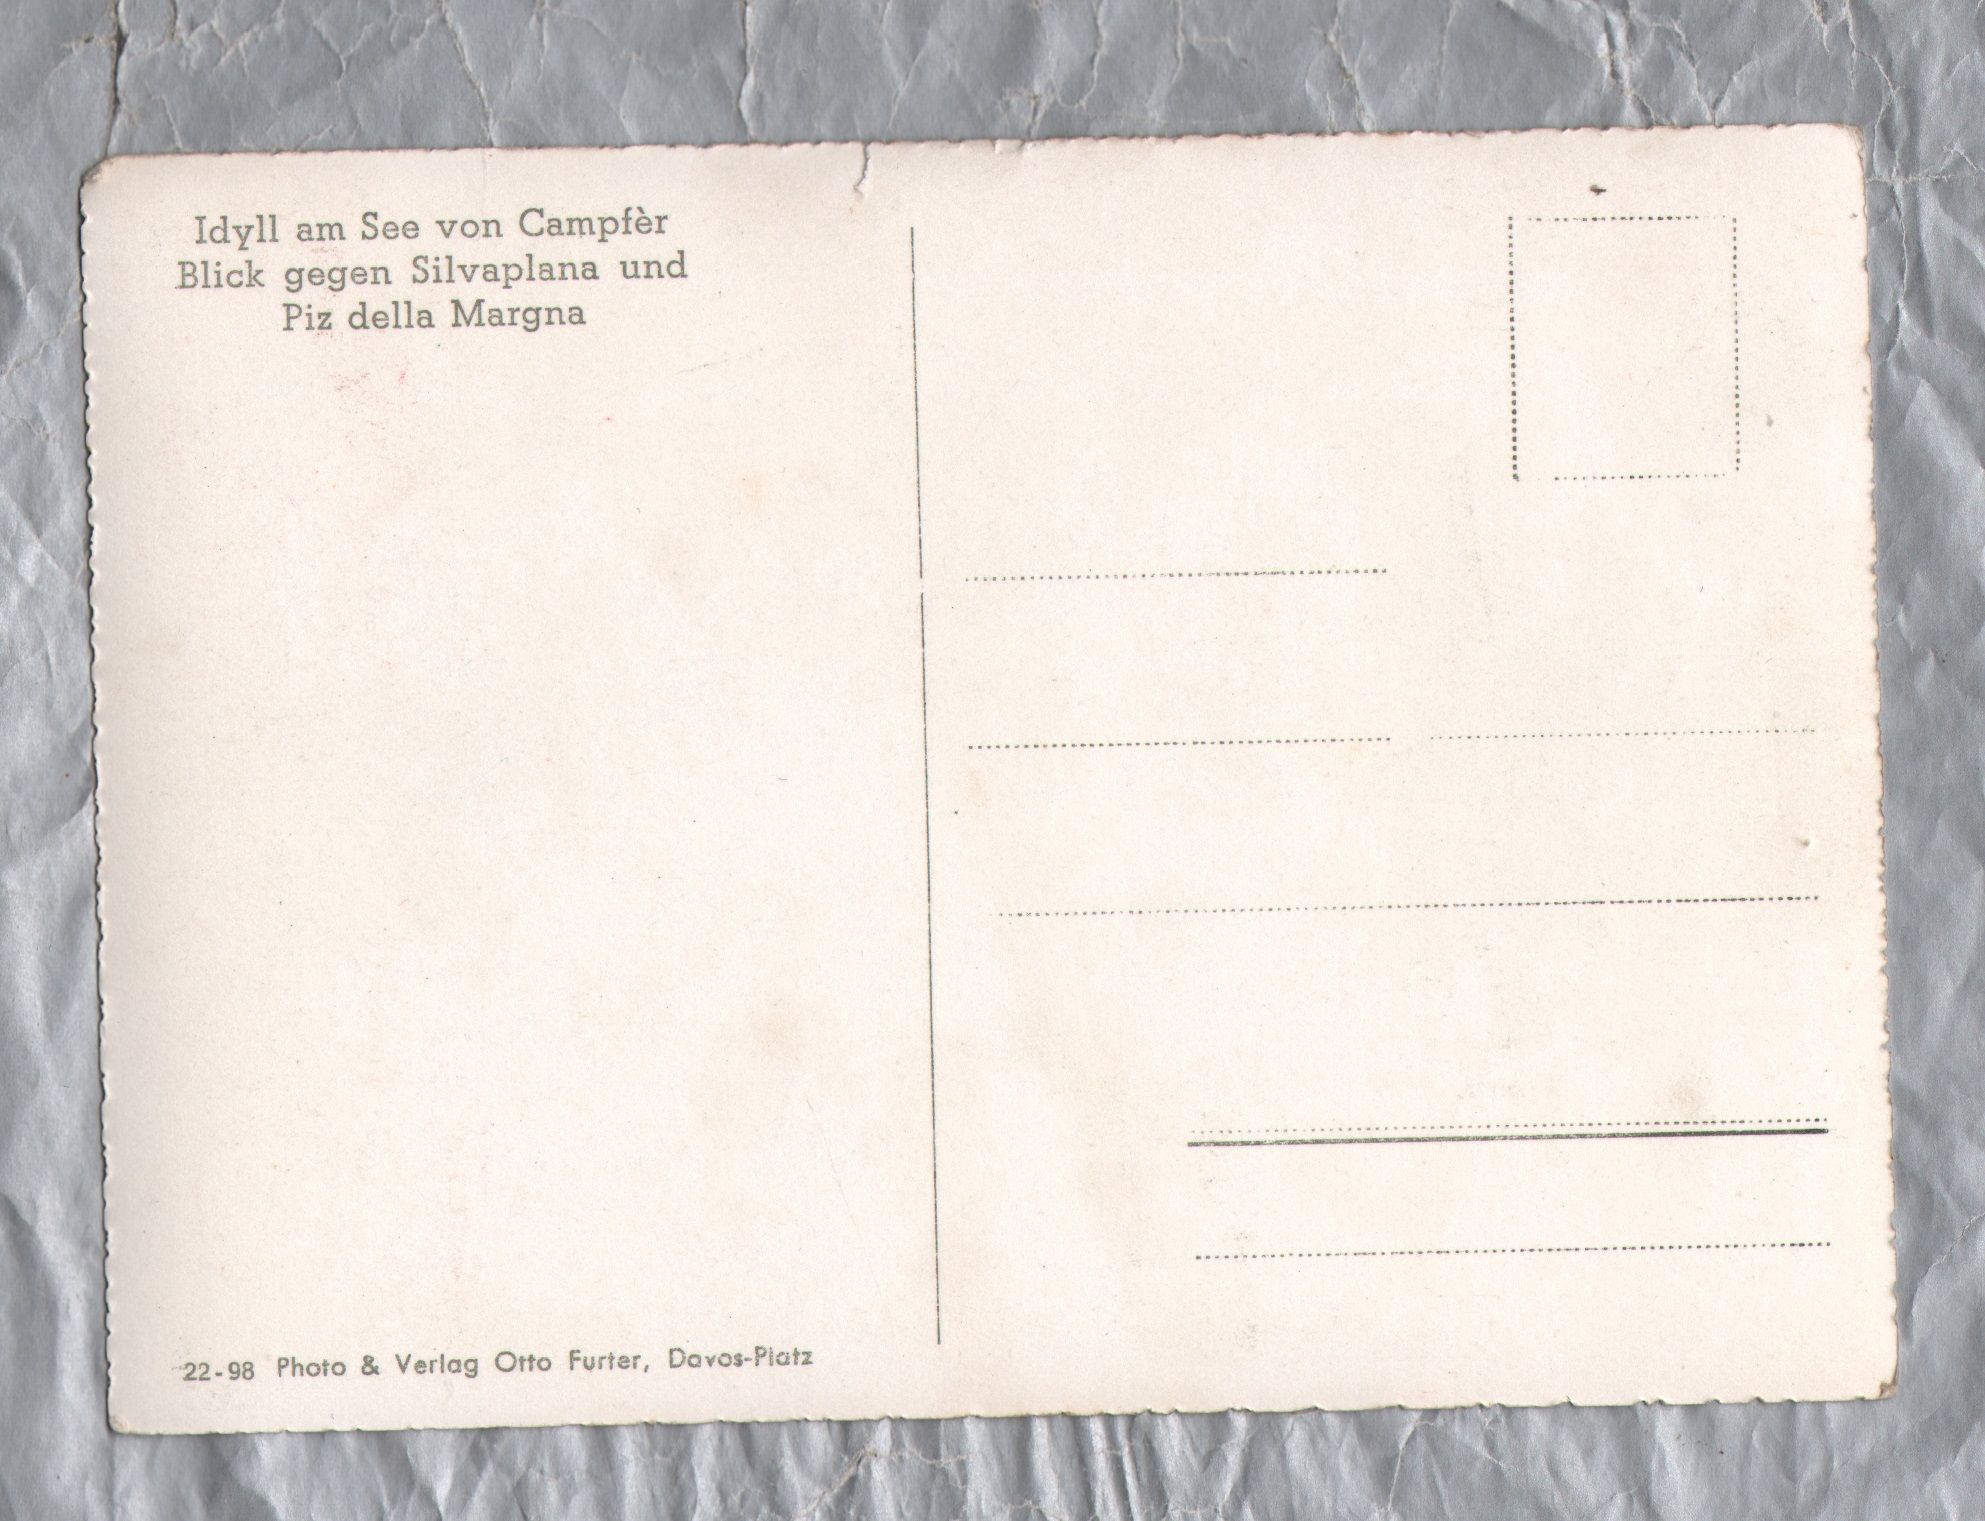 Idyll am See von Campfèr
Blick gegen Silvaplana und
Piz della Margna
22-98 Photo & Verlag Otto Furter, Davos-Platz